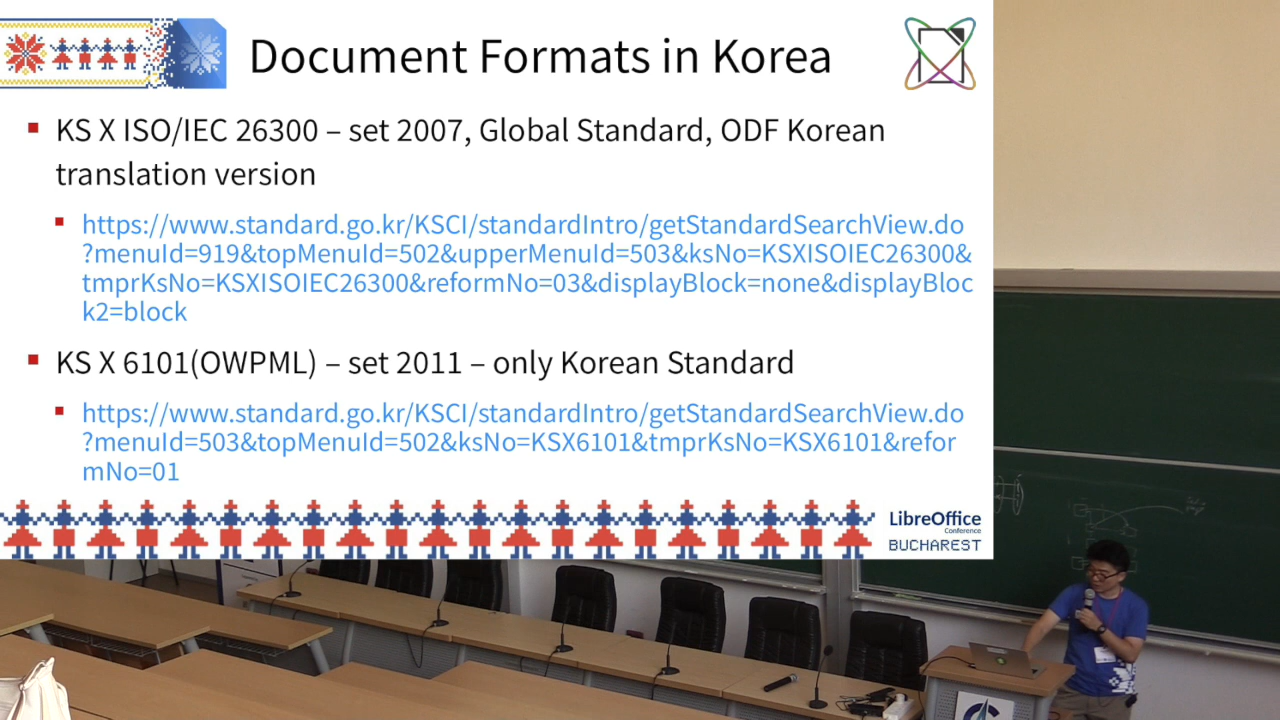 Document Formats in Korea
KS X ISO/IEC 26300 – set 2007, Global Standard, ODF Korean
translation version
https://www.standard.go.kr/KSCI/standardIntro/getStandardSearchView.do
?menuId=919&topMenuId=502&upperMenuId=503&ksNo=KSXISOIEC26300&
tmprKsNo=KSXISOIEC26300&reformNo=03&displayBlock=none&displayBloc
k2=block
KS X 6101(OWPML) – set 2011 – only Korean Standard
https://www.standard.go.kr/KSCI/standardIntro/getStandardSearchView.do
?menuId=503&topMenuId=502&ksNo=KSX6101&tmprKsNo=KSX6101&refor
mNo=01
LibreOffice
Conference
BUCHAREST